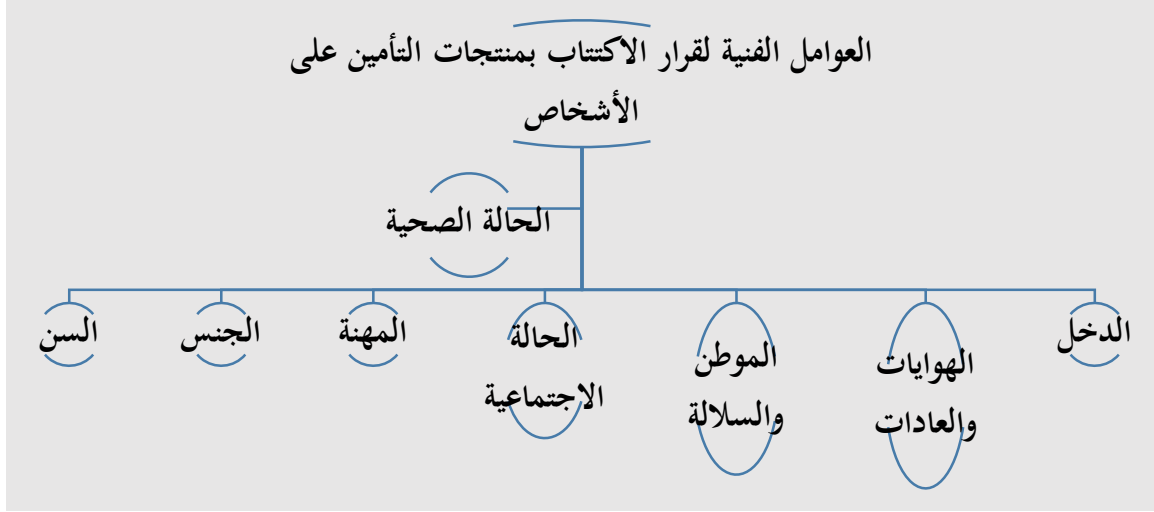 العوامل الفنية لقرار الاكتتاب بمنتجات التأمين على
الأشخاص
الحالة الصحية
الدخل
الهوايات
والعادات
الموطن
والسلالة
الحالة
الاجتماعية
المهنة
الجنس
السن